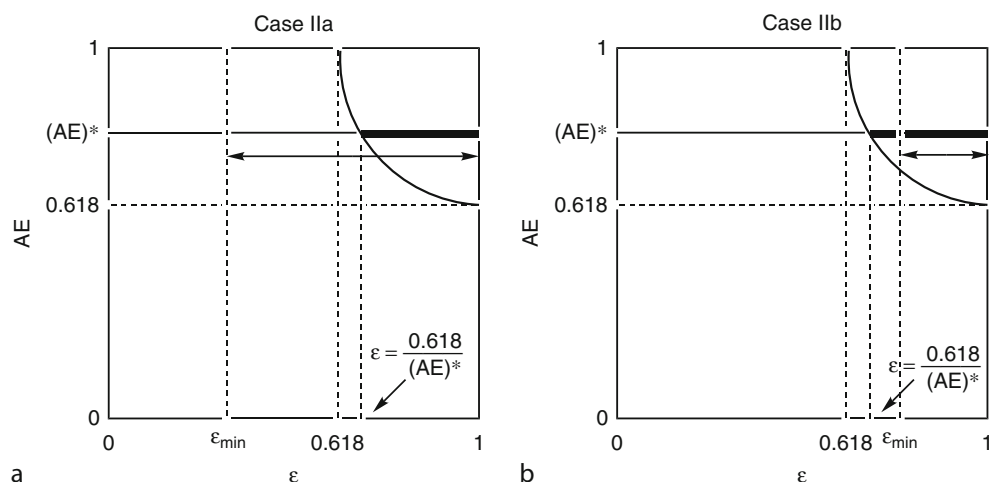 Case IIa
1
(AE)*
0.618
AE
0
ε = 0.618 / (AE)*
0
ε_min
0.618
1
ε
a
Case IIb
1
(AE)*
0.618
AE
0
ε = 0.618 / (AE)*
0
0.618
ε_min
1
ε
b